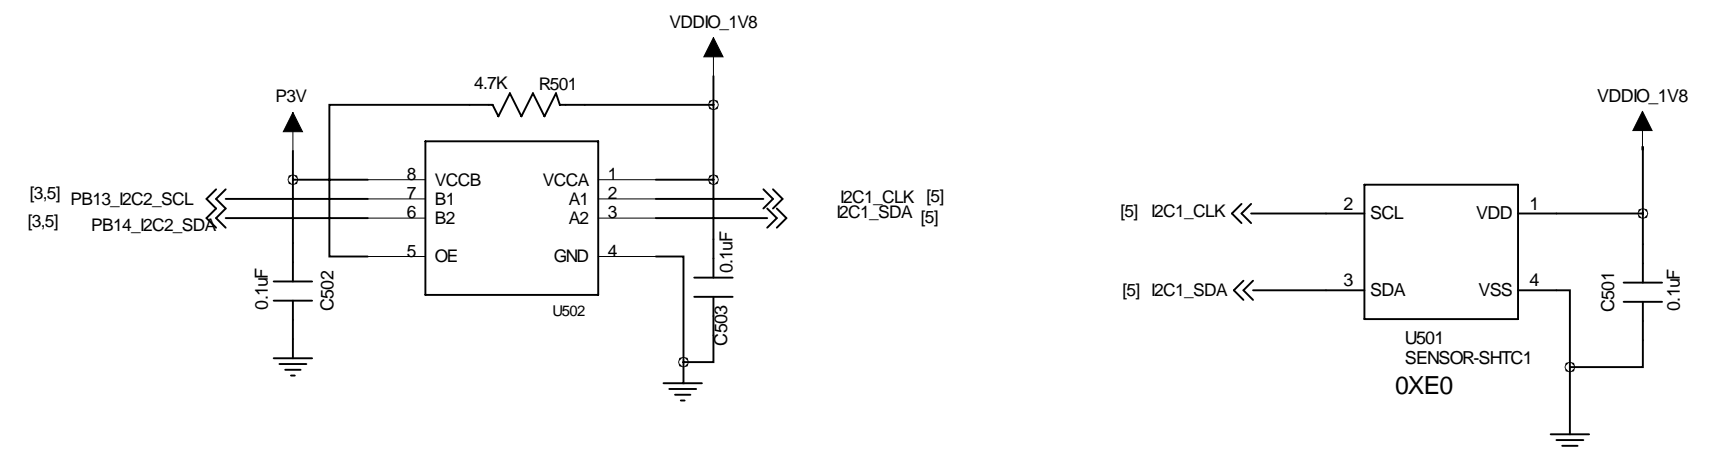 VDDIO_1V8
4.7K R501
P3V
VDDIO_1V8
8 VCCB VCCA 1
[3,5] PB13_I2C2_SCL 7 B1 A1 2 I2C1_CLK [5]
[3,5] PB14_I2C2_SDA 6 B2 A2 3 I2C1_SDA [5]
[5] I2C1_CLK 2 SCL VDD 1
5 OE GND 4
0.1uF
C502
0.1uF
C503
U502
[5] I2C1_SDA 3 SDA VSS 4
C501
0.1uF
U501
SENSOR-SHTC1
0XE0